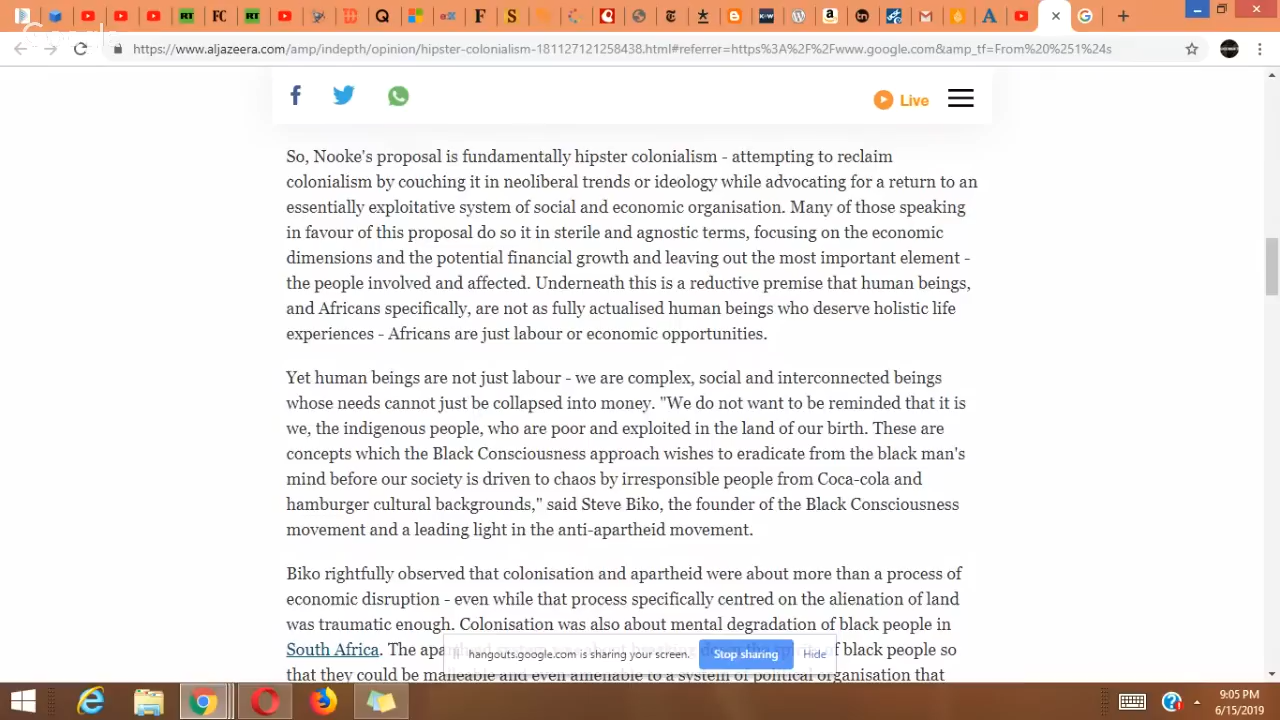 https://www.aljazeera.com/amp/indepth/opinion/hipster-colonialism-181127121258438.html#referrer=https%3A%2F%2Fwww.google.com&amp_tf=From%20%251%24s
Live
So, Nooke's proposal is fundamentally hipster colonialism - attempting to reclaim
colonialism by couching it in neoliberal trends or ideology while advocating for a return to an
essentially exploitative system of social and economic organisation. Many of those speaking
in favour of this proposal do so it in sterile and agnostic terms, focusing on the economic
dimensions and the potential financial growth and leaving out the most important element -
the people involved and affected. Underneath this is a reductive premise that human beings,
and Africans specifically, are not as fully actualised human beings who deserve holistic life
experiences - Africans are just labour or economic opportunities.
Yet human beings are not just labour - we are complex, social and interconnected beings
whose needs cannot just be collapsed into money. "We do not want to be reminded that it is
we, the indigenous people, who are poor and exploited in the land of our birth. These are
concepts which the Black Consciousness approach wishes to eradicate from the black man's
mind before our society is driven to chaos by irresponsible people from Coca-cola and
hamburger cultural backgrounds," said Steve Biko, the founder of the Black Consciousness
movement and a leading light in the anti-apartheid movement.
Biko rightfully observed that colonisation and apartheid were about more than a process of
economic disruption - even while that process specifically centred on the alienation of land
was traumatic enough. Colonisation was also about mental degradation of black people in
South Africa. The of black people so
hangouts.google.com is sharing your screen. Stop sharing Hide
that they could be malleable and even amenable to a system of political organisation that
9:05 PM
6/15/2019